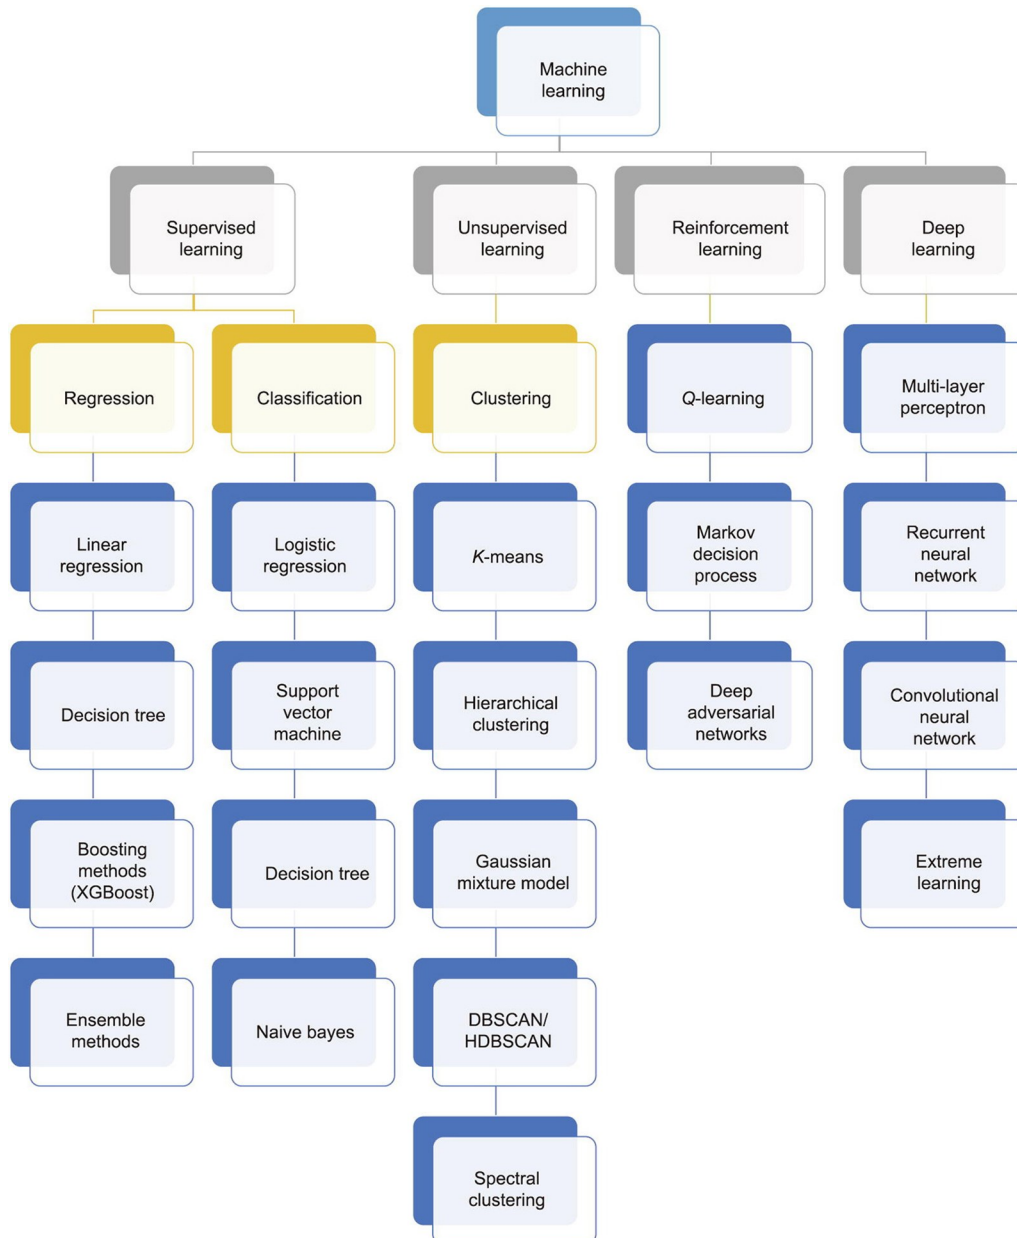 Machine
learning
Supervised
learning
Unsupervised
learning
Reinforcement
learning
Deep
learning
Regression
Classification
Clustering
Q-learning
Multi-layer
perceptron
Linear
regression
Logistic
regression
K-means
Markov
decision
process
Recurrent
neural
network
Decision tree
Support
vector
machine
Hierarchical
clustering
Deep
adversarial
networks
Convolutional
neural
network
Boosting
methods
(XGBoost)
Decision tree
Gaussian
mixture model
Extreme
learning
Ensemble
methods
Naive bayes
DBSCAN/
HDBSCAN
Spectral
clustering